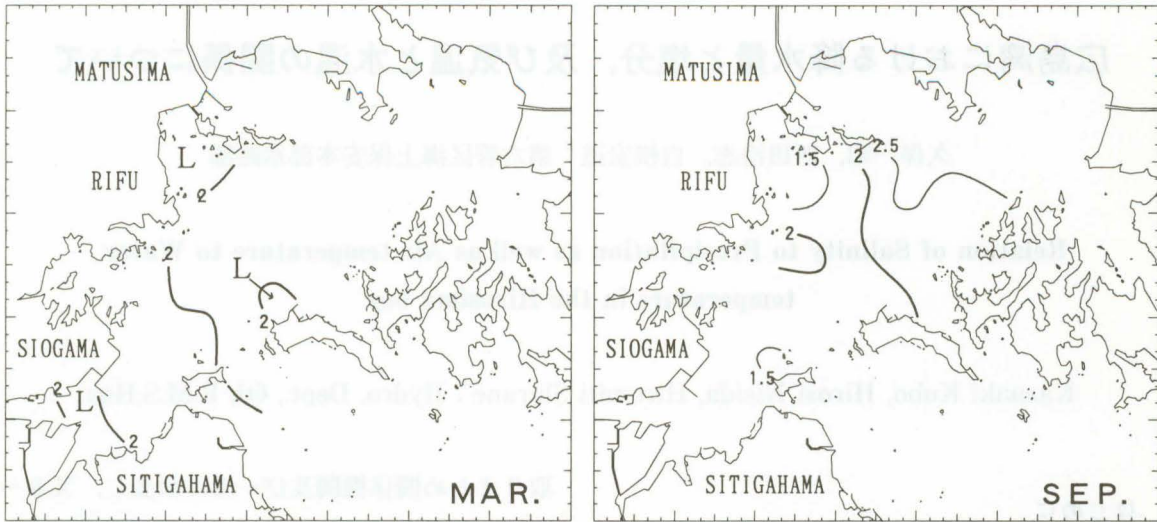 MATUSIMA
L
RIFU
2
L
2
SIOGAMA
2
L
2
SITIGAHAMA
MAR.
MATUSIMA
1.5
2
2.5
RIFU
2
SIOGAMA
1.5
SITIGAHAMA
SEP.